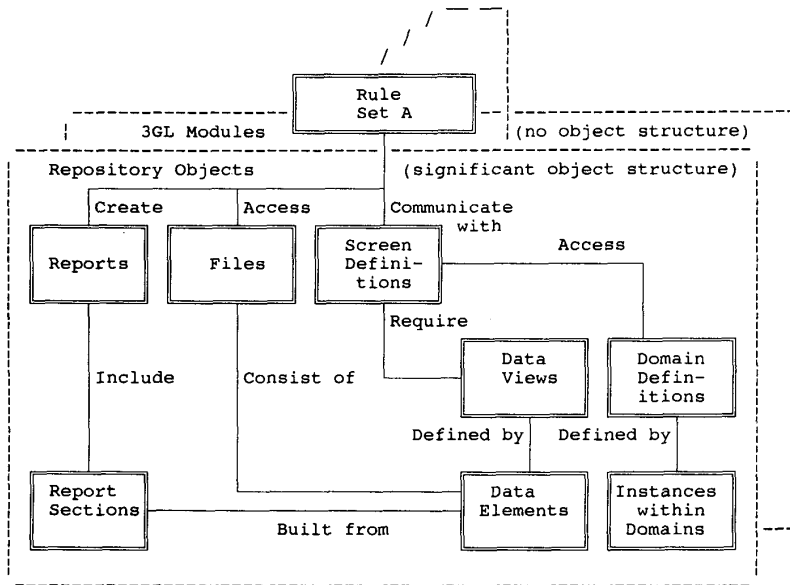 Rule
Set A
3GL Modules
(no object structure)
Repository Objects
(significant object structure)
Create
Access
Communicate
with
Reports
Files
Screen
Defini-
tions
Access
Require
Data
Views
Domain
Defin-
itions
Include
Consist of
Defined by
Defined by
Report
Sections
Data
Elements
Instances
within
Domains
Built from